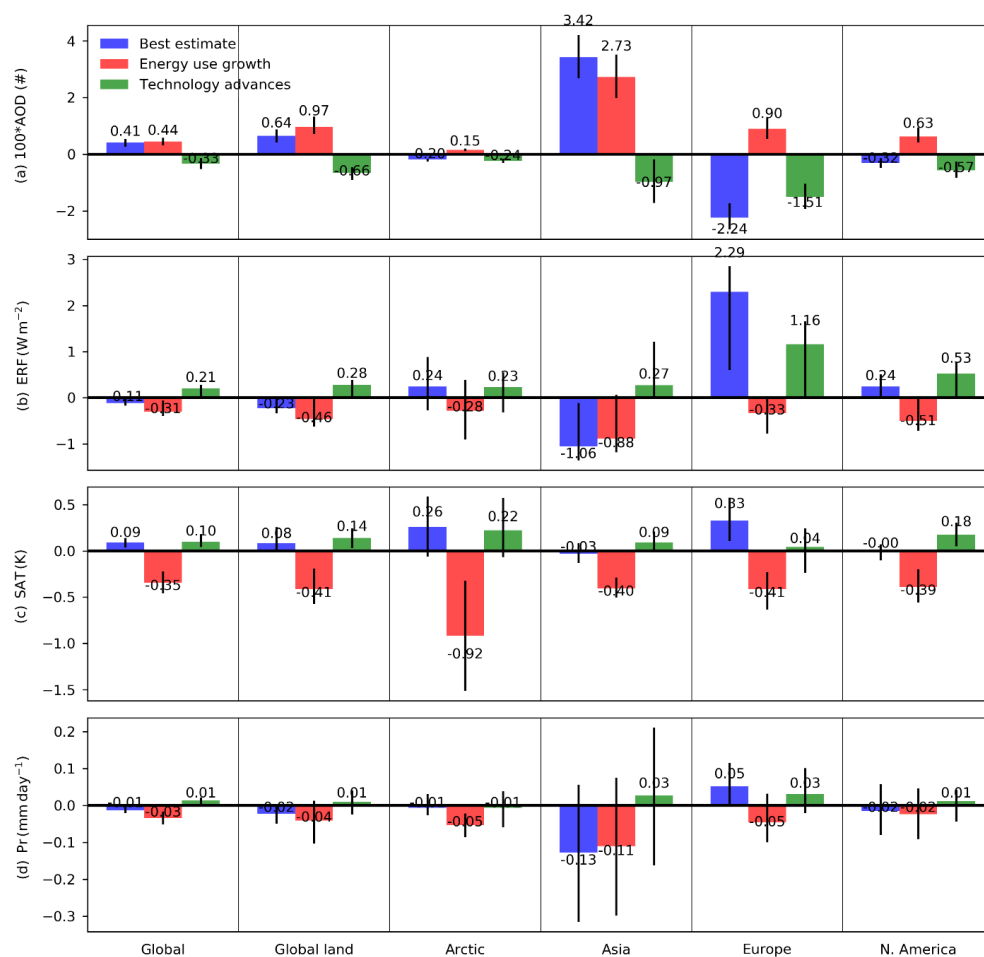 3.42
(a) 100*AOD (#)
4
2
0
−2
Best estimate
Energy use growth
Technology advances
0.41 0.44 -0.33
0.64 0.97 -0.66
-0.20 0.15 -0.24
2.73 -0.97
-2.24 0.90 -1.51
-0.32 0.63 -0.57
(b) ERF (W m−2)
3
2
1
0
−1
-0.11 -0.31 0.21
-0.23 -0.46 0.28
0.24 -0.28 0.23
-1.06 -0.88 0.27
2.29 -0.33 1.16
0.24 -0.51 0.53
(c) SAT (K)
0.5
0.0
−0.5
−1.0
−1.5
0.09 -0.35 0.10
0.08 -0.41 0.14
0.26 -0.92 0.22
-0.03 -0.40 0.09
0.33 -0.41 0.04
-0.00 -0.39 0.18
(d) Pr (mm day−1)
0.2
0.1
0.0
−0.1
−0.2
−0.3
-0.01 -0.03 0.01
-0.02 -0.04 0.01
-0.01 -0.05 -0.01
-0.13 -0.11 0.03
0.05 -0.05 0.03
-0.02 -0.02 0.01
Global Global land Arctic Asia Europe N. America